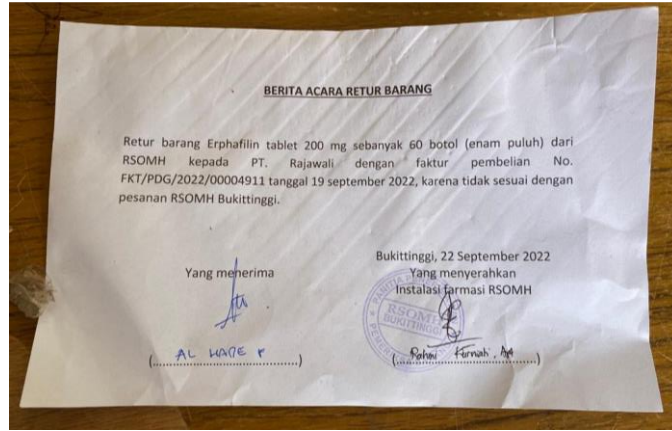 BERITA ACARA RETUR BARANG
Retur barang Erphafilin tablet 200 mg sebanyak 60 botol (enam puluh) dari
RSOMH kepada PT. Rajawali dengan faktur pembelian No.
FKT/PDG/2022/00004911 tanggal 19 september 2022, karena tidak sesuai dengan
pesanan RSOMH Bukittinggi.
Bukittinggi, 22 September 2022
Yang menerima
Yang menyerahkan
Instalasi farmasi RSOMH
RSOMH
BUKITTINGGI
(AL)
(Kurniah)